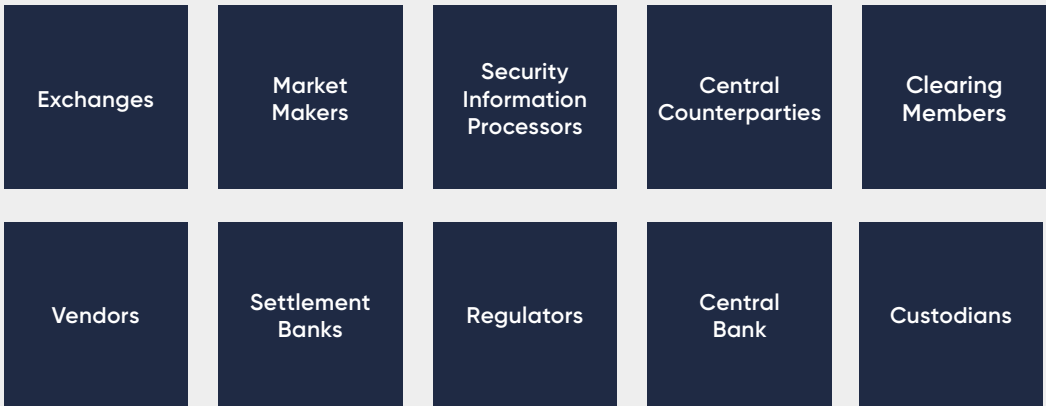 Exchanges
Market
Makers
Security
Information
Processors
Central
Counterparties
Clearing
Members
Vendors
Settlement
Banks
Regulators
Central
Bank
Custodians